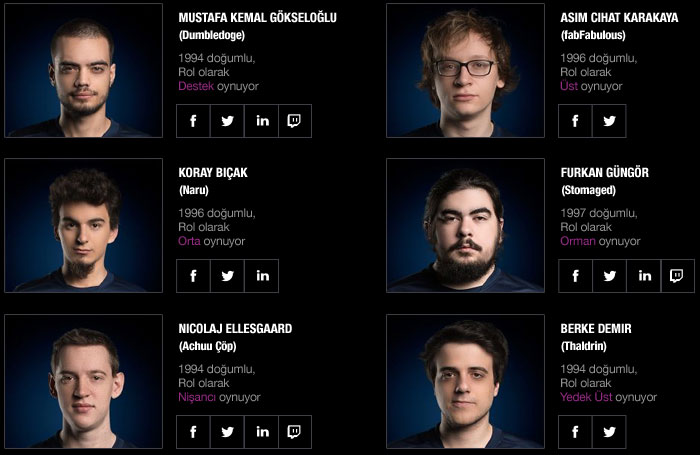 MUSTAFA KEMAL GÖKSELOĞLU
(Dumbledoge)
1994 doğumlu,
Rol olarak
Destek oynuyor
ASIM CIHAT KARAKAYA
(fabFabulous)
1996 doğumlu,
Rol olarak
Üst oynuyor
KORAY BIÇAK
(Naru)
1996 doğumlu,
Rol olarak
Orta oynuyor
FURKAN GÜNGÖR
(Stomaged)
1997 doğumlu,
Rol olarak
Orman oynuyor
NICOLAJ ELLESGAARD
(Achuu Çöp)
1994 doğumlu,
Rol olarak
Nişancı oynuyor
BERKE DEMIR
(Thaldrin)
1994 doğumlu,
Rol olarak
Yedek Üst oynuyor